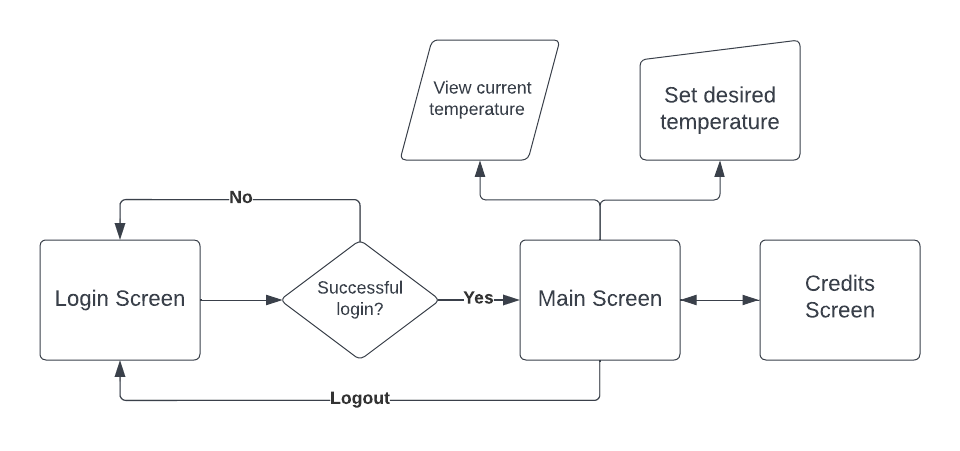 View current
temperature
Set desired
temperature
No
Login Screen
Successful
login?
Yes
Main Screen
Credits
Screen
Logout